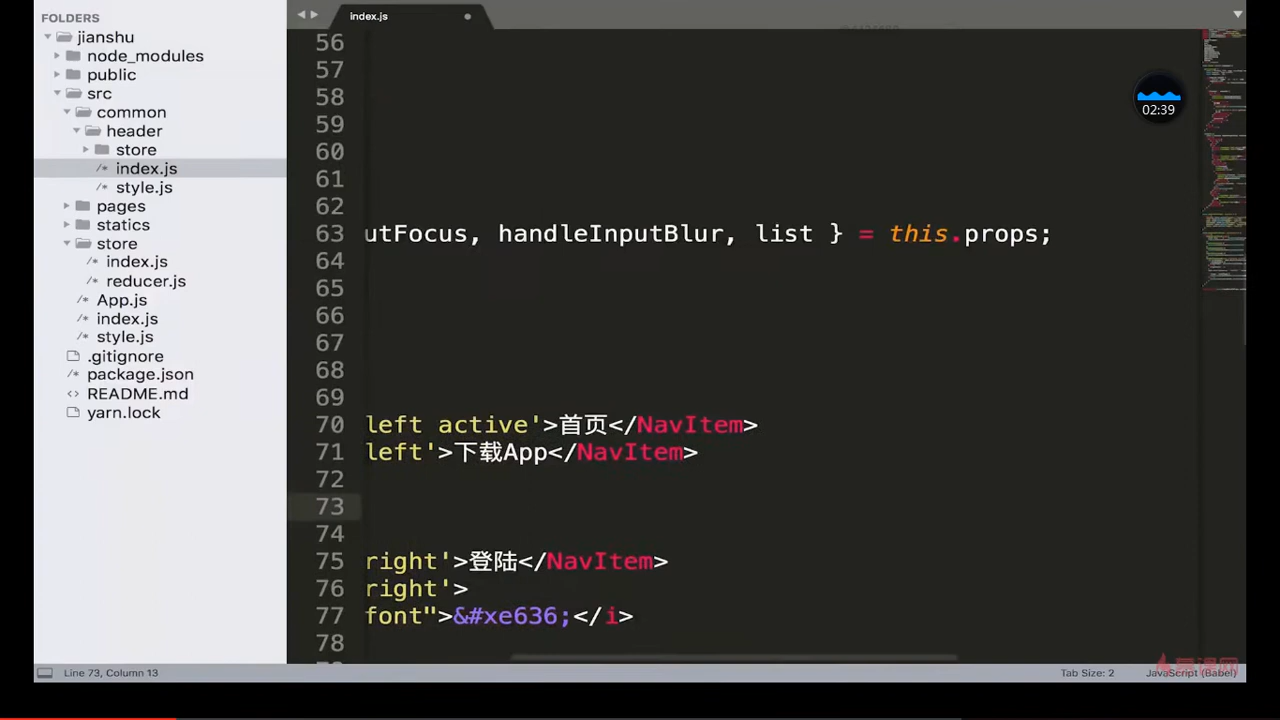 FOLDERS
jianshu
node_modules
public
src
common
header
store
index.js
style.js
pages
statics
store
index.js
reducer.js
App.js
index.js
style.js
.gitignore
package.json
README.md
yarn.lock
index.js
02:39
56
57
58
59
60
61
62
63 utFocus, handleInputBlur, list } = this.props;
64
65
66
67
68
69
70 left active'>首页</NavItem>
71 left'>下载App</NavItem>
72
73
74
75 right'>登陆</NavItem>
76 right'>
77 font">&#xe636;</i>
78
Line 73, Column 13
Tab Size: 2
JavaScript (Babel)